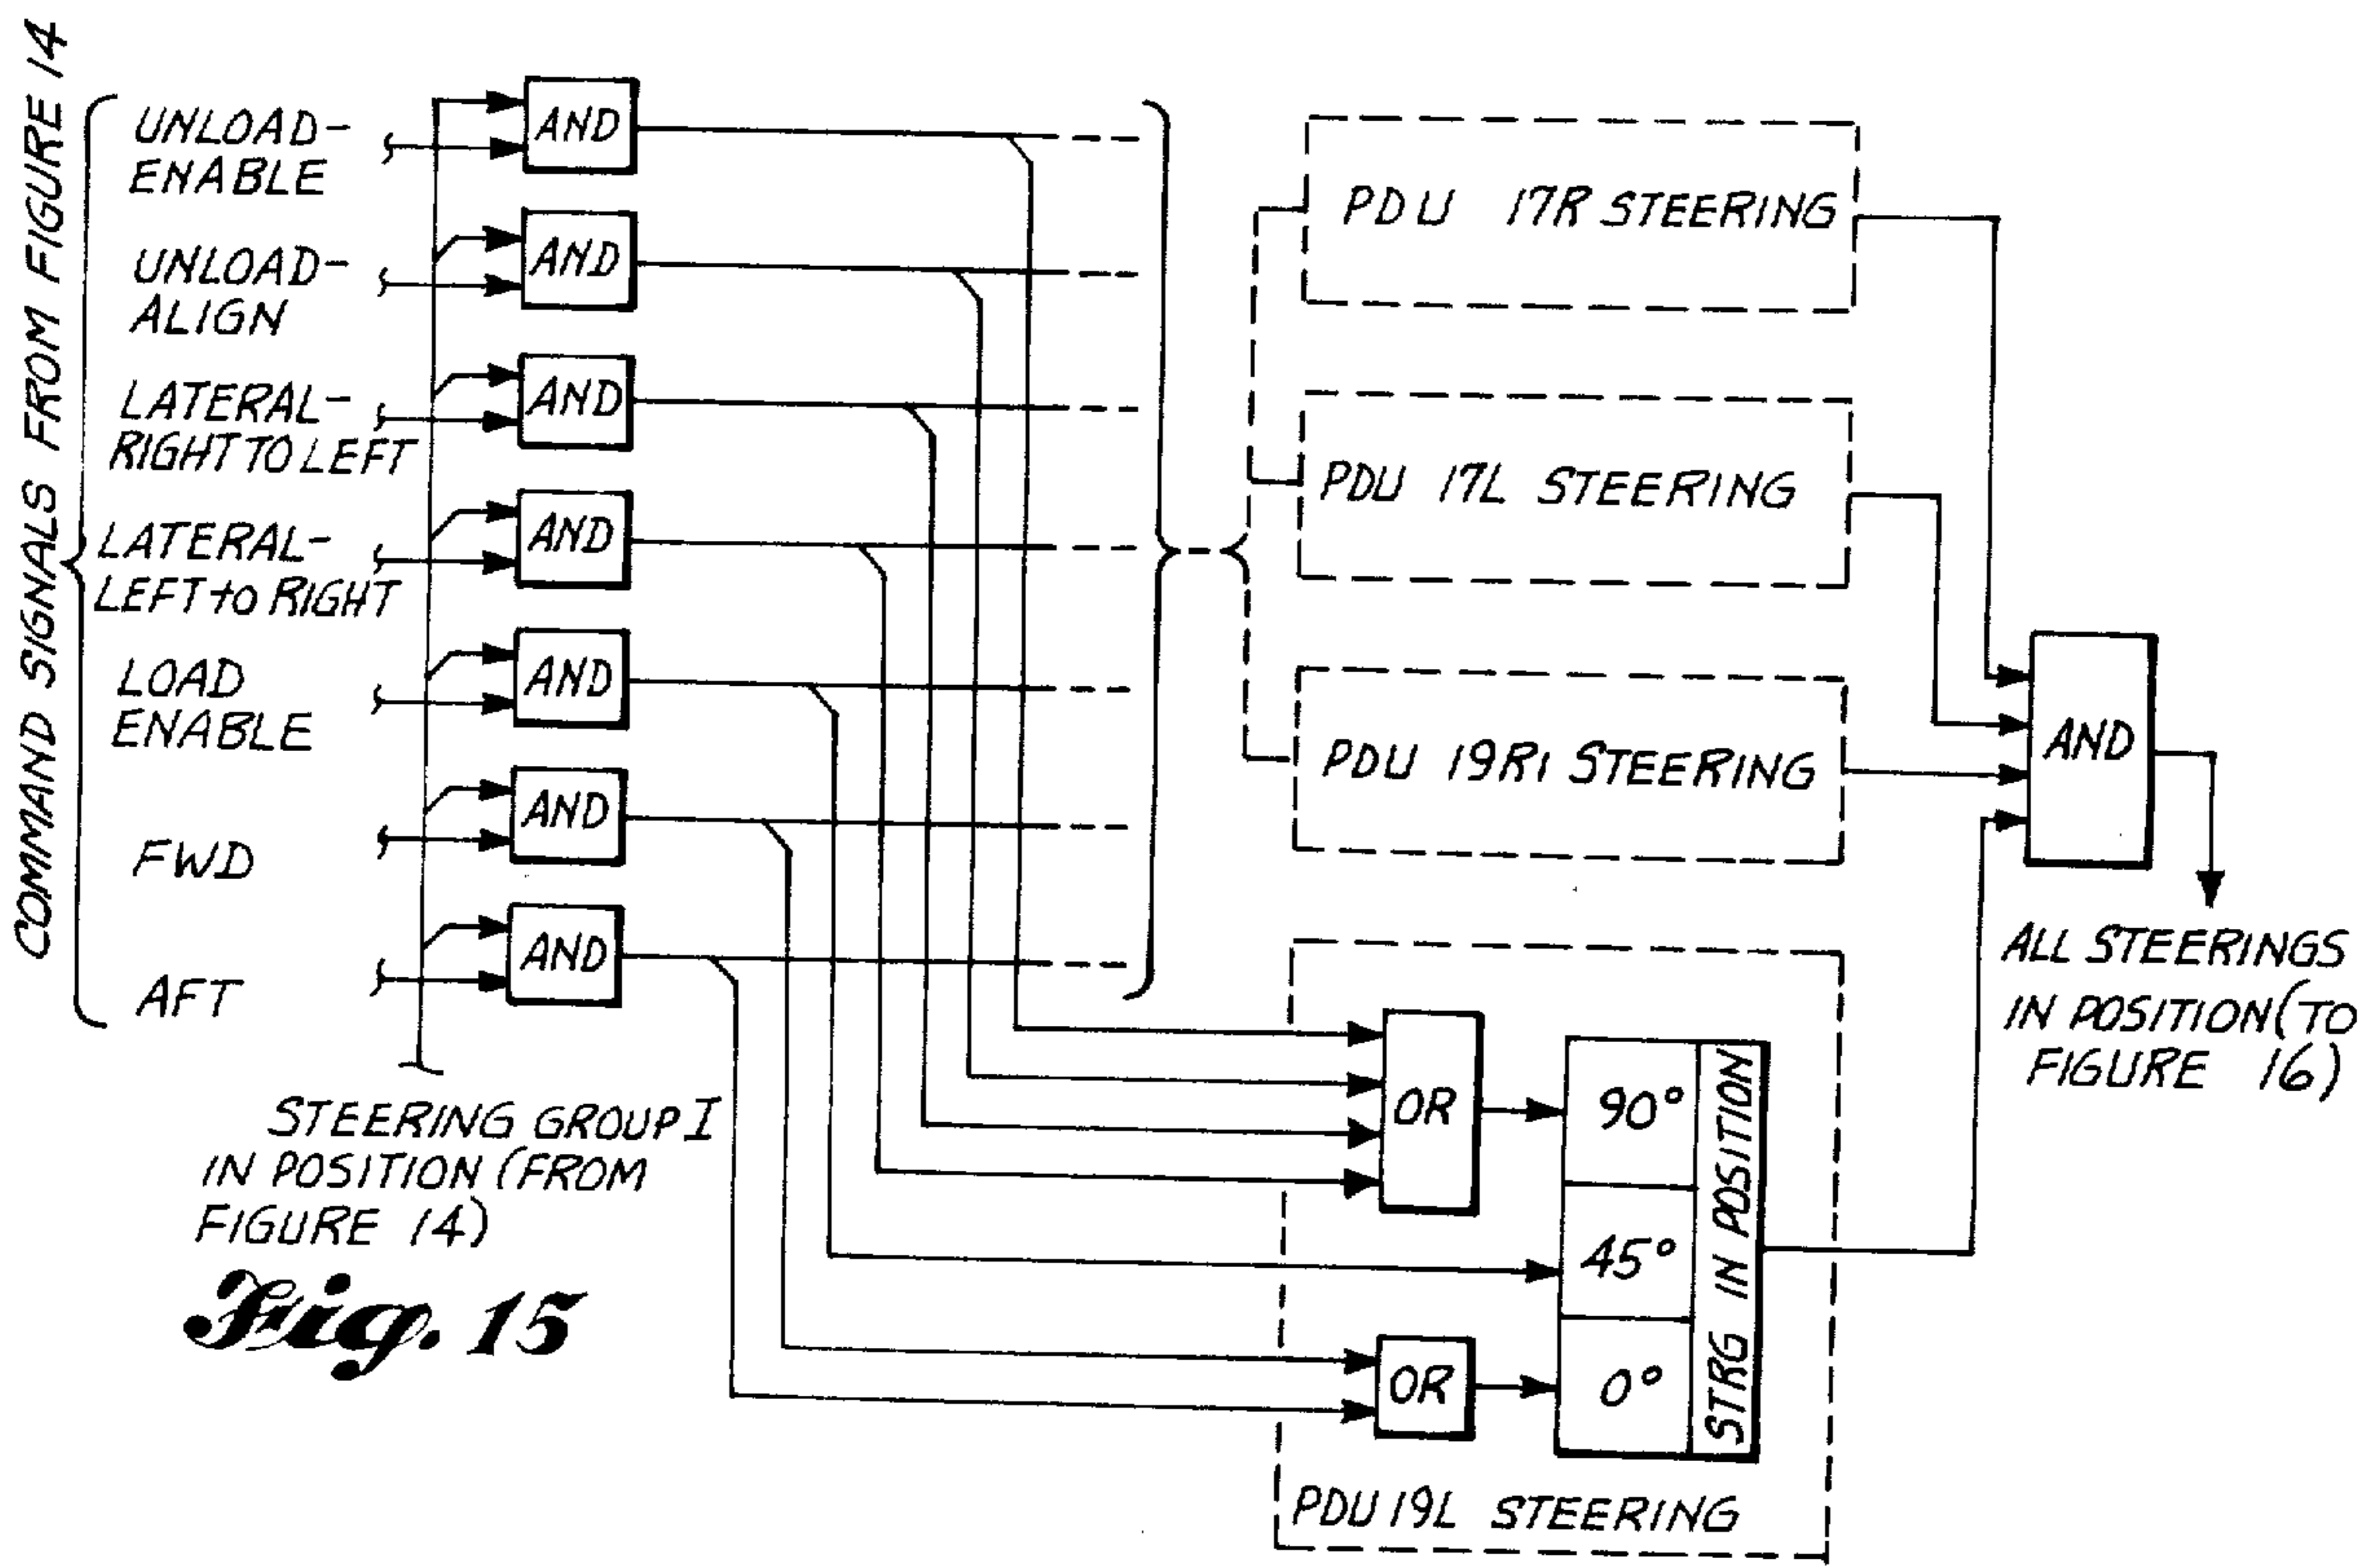 COMMAND SIGNALS FROM FIGURE 14
UNLOAD-
ENABLE
AND
UNLOAD-
ALIGN
AND
LATERAL-
RIGHT TO LEFT
AND
LATERAL-
LEFT to RIGHT
AND
LOAD
ENABLE
AND
FWD
AND
AFT
AND
STEERING GROUP I
IN POSITION (FROM
FIGURE 14)
PDU 17R STEERING
PDU 17L STEERING
PDU 19R1 STEERING
AND
ALL STEERINGS
IN POSITION (TO
FIGURE 16)
OR
90°
45°
OR
0°
STRG IN POSITION
PDU 19L STEERING
Fig. 15